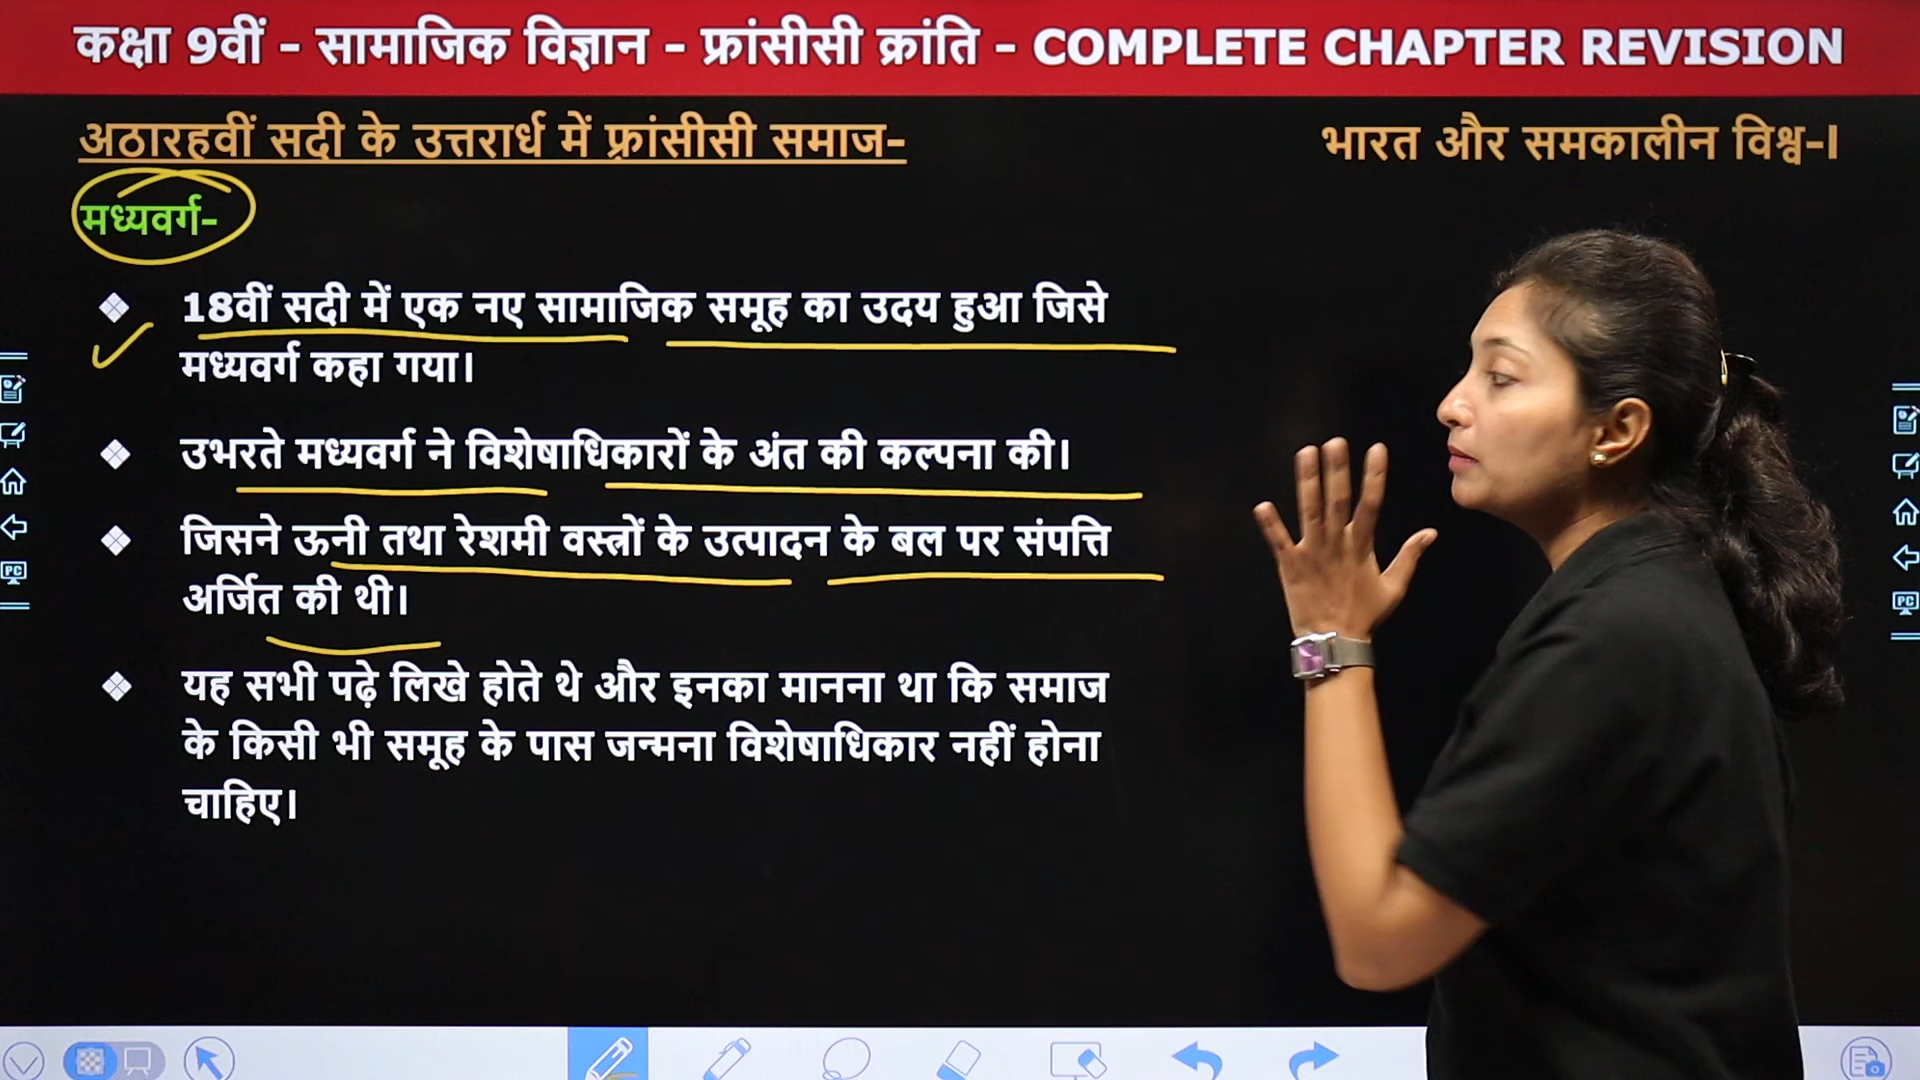 कक्षा 9वीं - सामाजिक विज्ञान - फ्रांसीसी क्रांति - COMPLETE CHAPTER REVISION
अठारहवीं सदी के उत्तरार्ध में फ़्रांसीसी समाज-
भारत और समकालीन विश्व-I
मध्यवर्ग-
18वीं सदी में एक नए सामाजिक समूह का उदय हुआ जिसे
मध्यवर्ग कहा गया।
उभरते मध्यवर्ग ने विशेषाधिकारों के अंत की कल्पना की।
जिसने ऊनी तथा रेशमी वस्त्रों के उत्पादन के बल पर संपत्ति
अर्जित की थी।
यह सभी पढ़े लिखे होते थे और इनका मानना था कि समाज
के किसी भी समूह के पास जन्मना विशेषाधिकार नहीं होना
चाहिए।
PC
PC